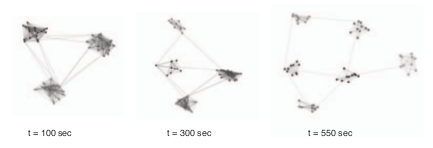 t = 100 sec
t = 300 sec
t = 550 sec